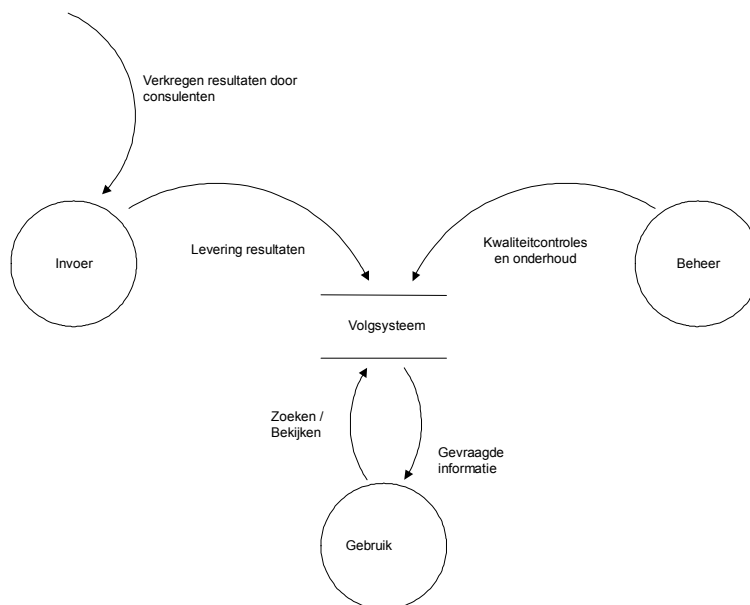 Verkregen resultaten door
consulenten
Invoer
Levering resultaten
Kwaliteitcontroles
en onderhoud
Beheer
Volgsysteem
Zoeken /
Bekijken
Gevraagde
informatie
Gebruik